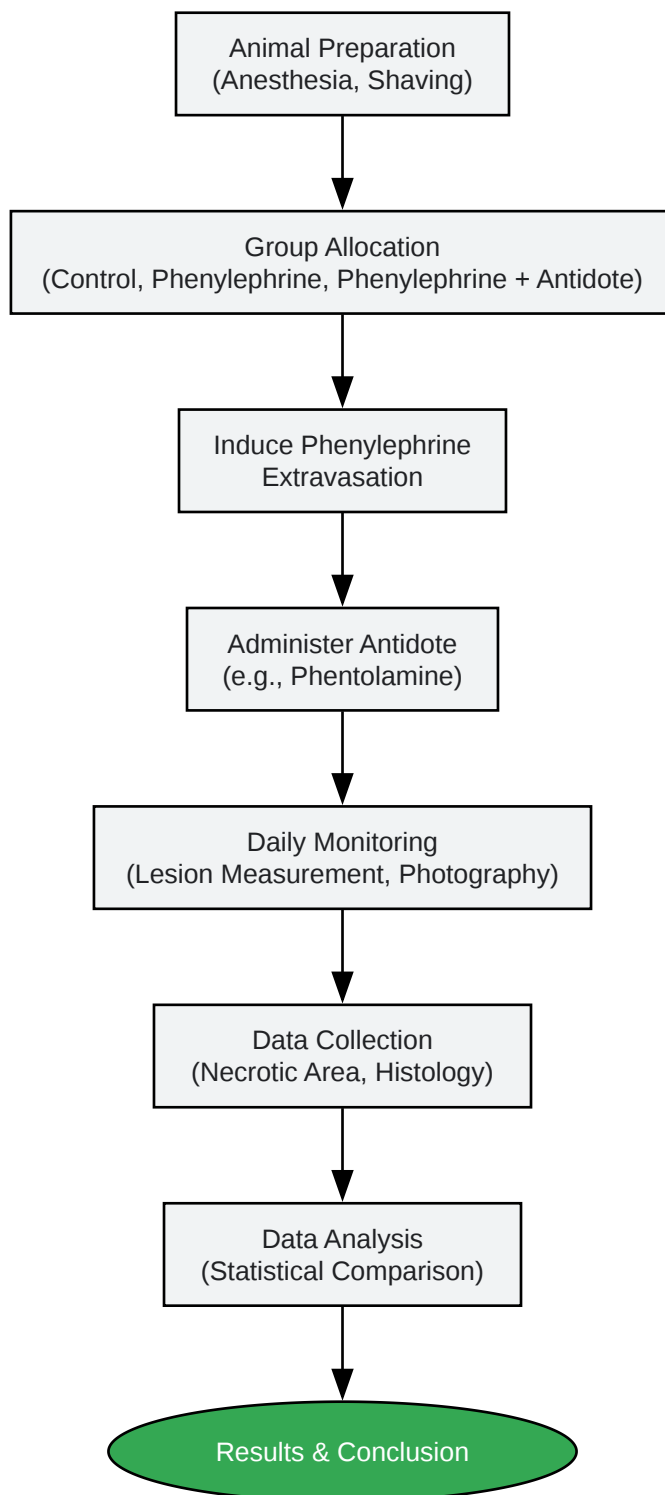 Animal Preparation
(Anesthesia, Shaving)
Group Allocation
(Control, Phenylephrine, Phenylephrine + Antidote)
Induce Phenylephrine
Extravasation
Administer Antidote
(e.g., Phentolamine)
Daily Monitoring
(Lesion Measurement, Photography)
Data Collection
(Necrotic Area, Histology)
Data Analysis
(Statistical Comparison)
Results & Conclusion